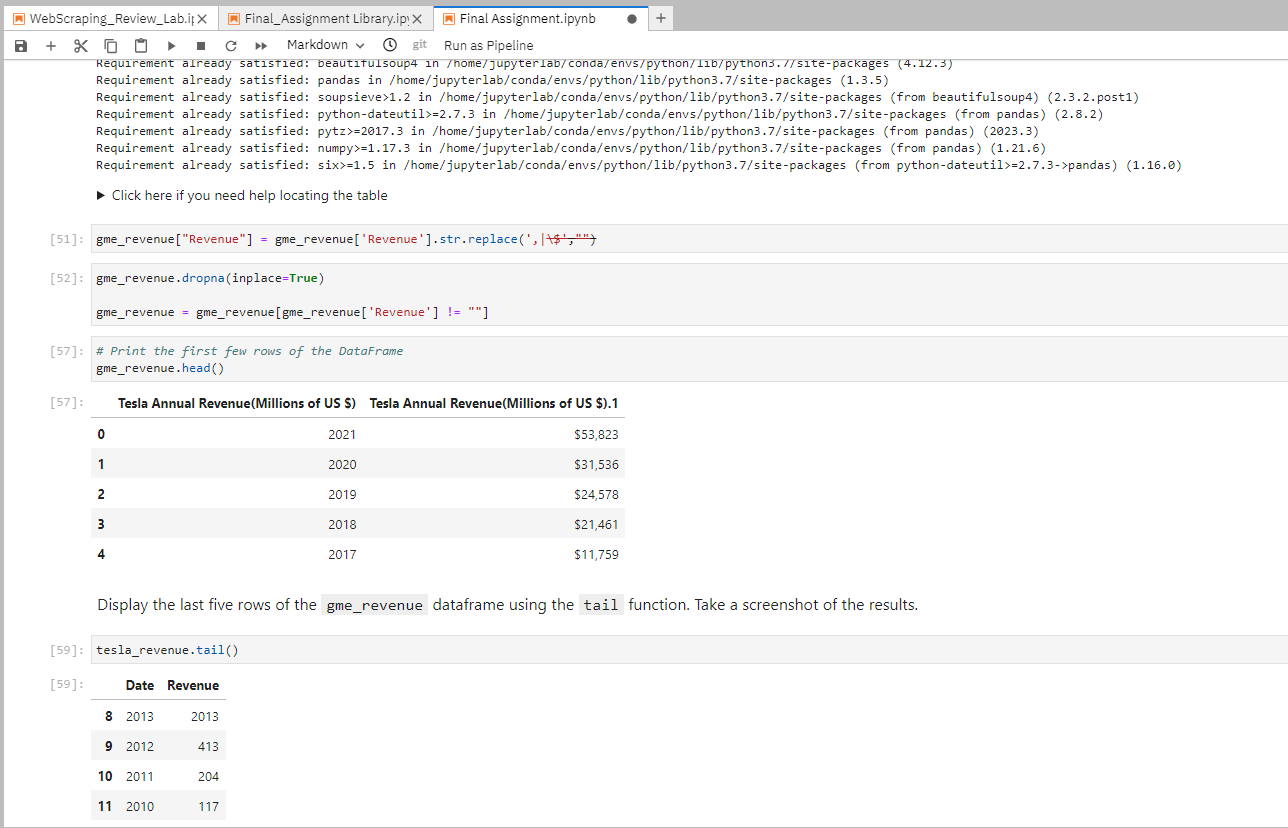 WebScraping_Review_Lab.i
Final_Assignment Library.ipy
Final Assignment.ipynb
Markdown
git
Run as Pipeline
Requirement already satisfied: beautifulsoup4 in /home/jupyterlab/conda/envs/python/lib/python3.7/site-packages (4.12.3)
Requirement already satisfied: pandas in /home/jupyterlab/conda/envs/python/lib/python3.7/site-packages (1.3.5)
Requirement already satisfied: soupsieve>1.2 in /home/jupyterlab/conda/envs/python/lib/python3.7/site-packages (from beautifulsoup4) (2.3.2.post1)
Requirement already satisfied: python-dateutil>=2.7.3 in /home/jupyterlab/conda/envs/python/lib/python3.7/site-packages (from pandas) (2.8.2)
Requirement already satisfied: pytz>=2017.3 in /home/jupyterlab/conda/envs/python/lib/python3.7/site-packages (from pandas) (2023.3)
Requirement already satisfied: numpy>=1.17.3 in /home/jupyterlab/conda/envs/python/lib/python3.7/site-packages (from pandas) (1.21.6)
Requirement already satisfied: six>=1.5 in /home/jupyterlab/conda/envs/python/lib/python3.7/site-packages (from python-dateutil>=2.7.3->pandas) (1.16.0)
Click here if you need help locating the table
[51]: gme_revenue["Revenue"] = gme_revenue['Revenue'].str.replace(',|\$',"")
[52]: gme_revenue.dropna(inplace=True)
gme_revenue = gme_revenue[gme_revenue['Revenue'] != ""]
[57]: # Print the first few rows of the DataFrame
gme_revenue.head()
[57]: Tesla Annual Revenue(Millions of US $) Tesla Annual Revenue(Millions of US $).1
0 2021 $53,823
1 2020 $31,536
2 2019 $24,578
3 2018 $21,461
4 2017 $11,759
Display the last five rows of the gme_revenue dataframe using the tail function. Take a screenshot of the results.
[59]: tesla_revenue.tail()
[59]: Date Revenue
8 2013 2013
9 2012 413
10 2011 204
11 2010 117